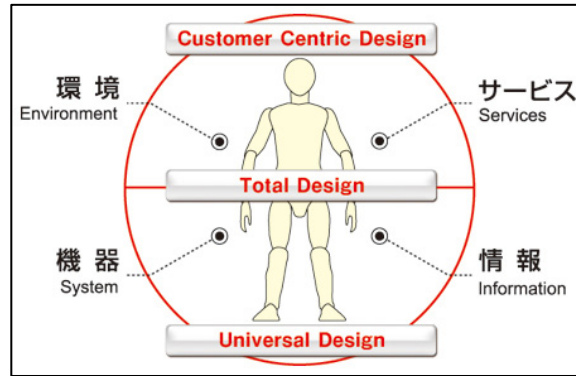 Customer Centric Design
環境
Environment
サービス
Services
Total Design
機器
System
情報
Information
Universal Design